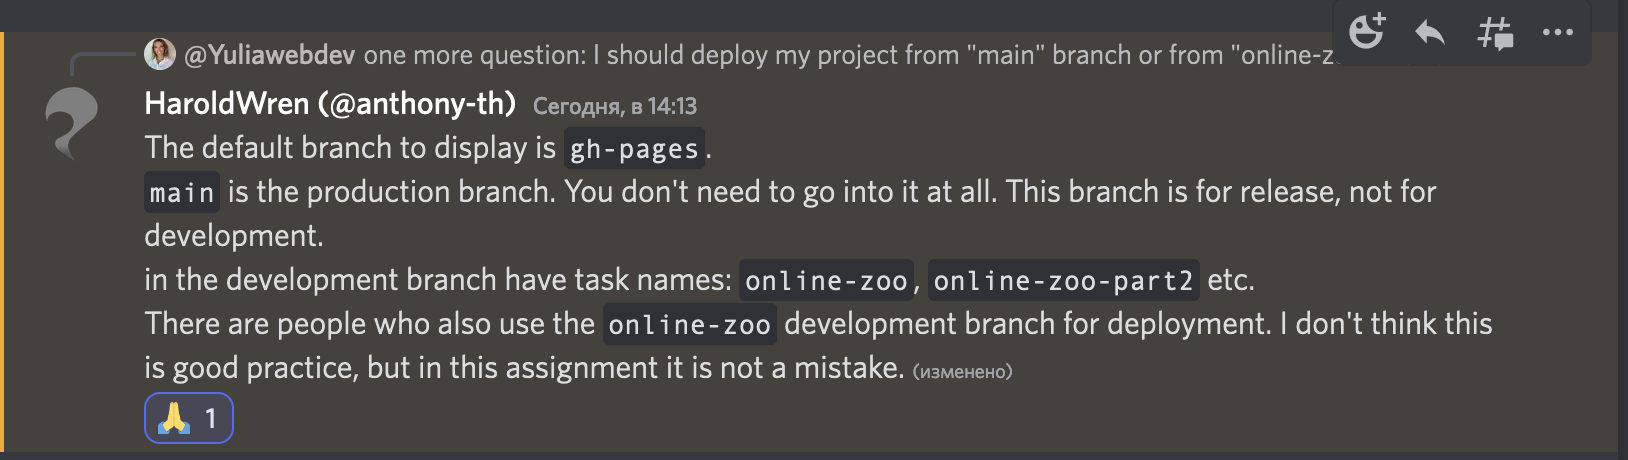 @Yuliawebdev one more question: I should deploy my project from "main" branch or from "online-z
HaroldWren (@anthony-th) Сегодня, в 14:13
The default branch to display is gh-pages.
main is the production branch. You don't need to go into it at all. This branch is for release, not for
development.
in the development branch have task names: online-zoo, online-zoo-part2 etc.
There are people who also use the online-zoo development branch for deployment. I don't think this
is good practice, but in this assignment it is not a mistake. (изменено)
🙏 1